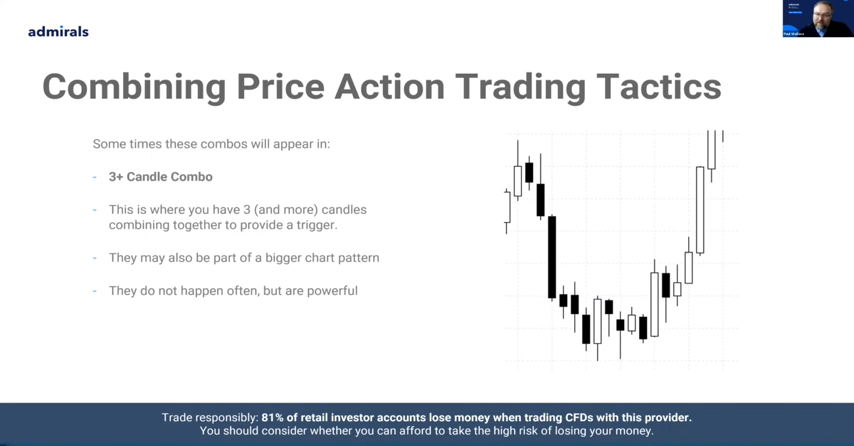 admirals
Combining Price Action Trading Tactics
Some times these combos will appear in:
- 3+ Candle Combo
- This is where you have 3 (and more) candles
combining together to provide a trigger.
- They may also be part of a bigger chart pattern
- They do not happen often, but are powerful
Trade responsibly: 81% of retail investor accounts lose money when trading CFDs with this provider.
You should consider whether you can afford to take the high risk of losing your money.